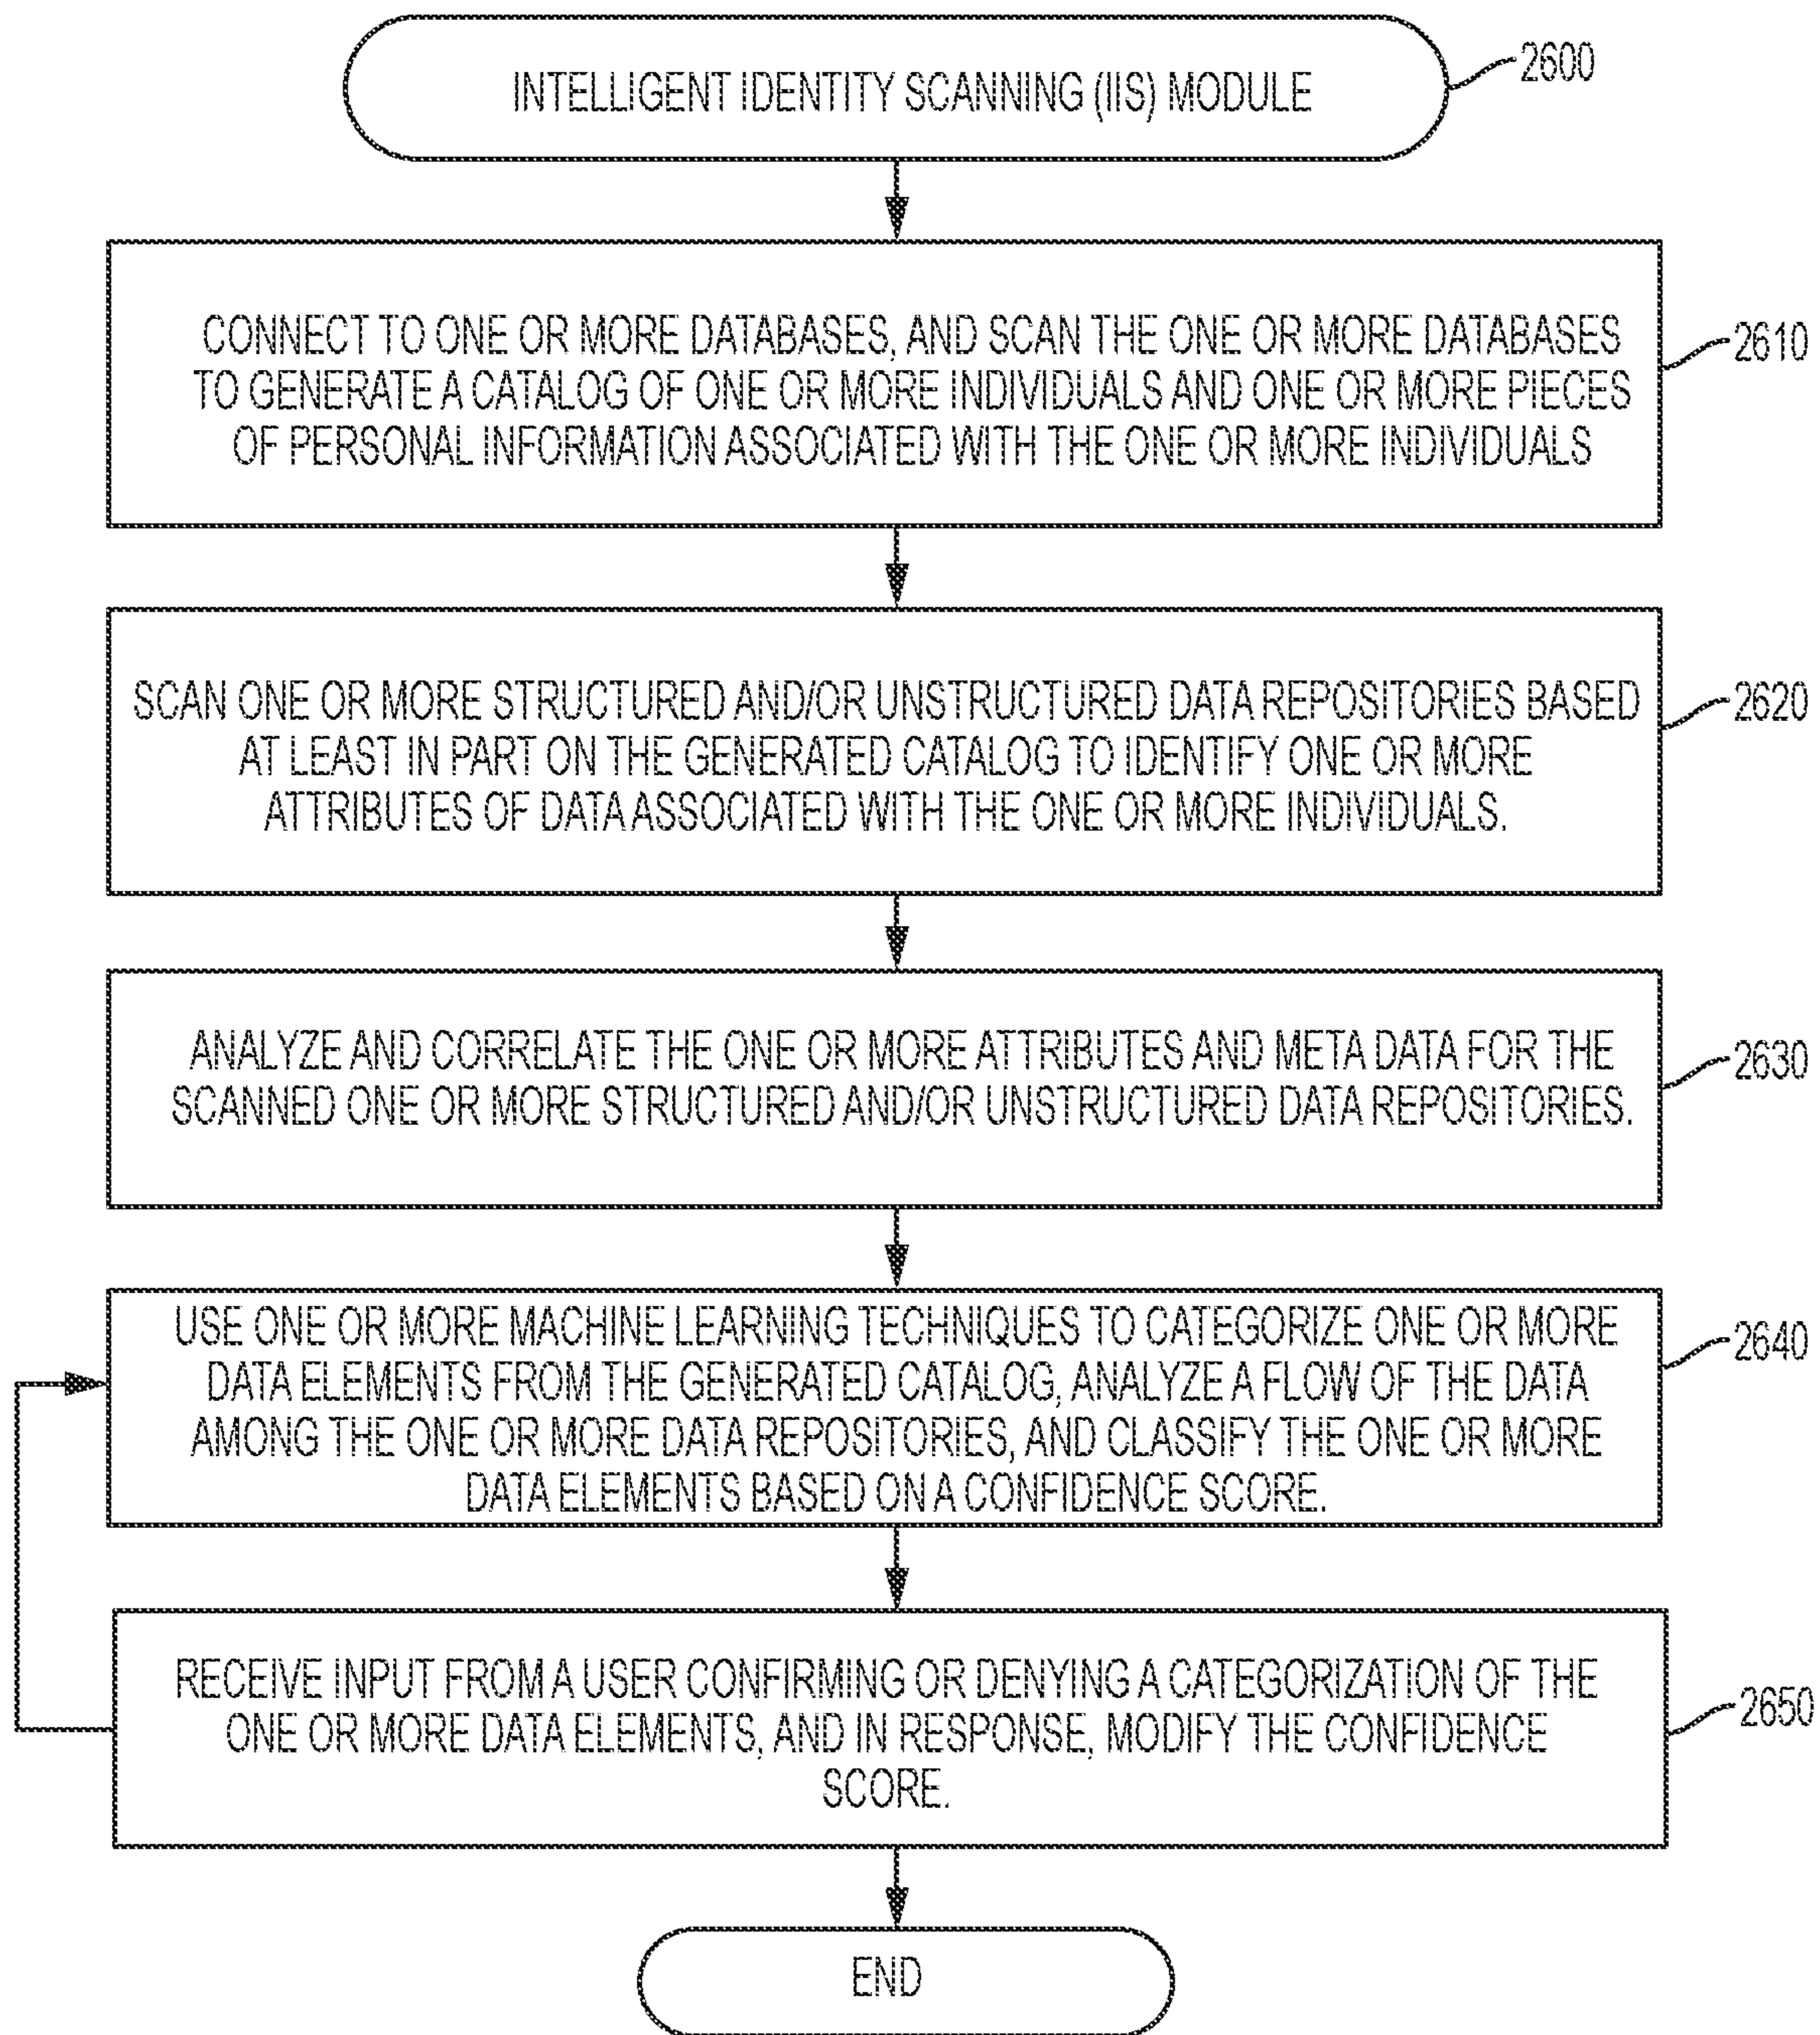 INTELLIGENT IDENTITY SCANNING (IIS) MODULE
2600
CONNECT TO ONE OR MORE DATABASES, AND SCAN THE ONE OR MORE DATABASES
TO GENERATE A CATALOG OF ONE OR MORE INDIVIDUALS AND ONE OR MORE PIECES
OF PERSONAL INFORMATION ASSOCIATED WITH THE ONE OR MORE INDIVIDUALS
2610
SCAN ONE OR MORE STRUCTURED AND/OR UNSTRUCTURED DATA REPOSITORIES BASED
AT LEAST IN PART ON THE GENERATED CATALOG TO IDENTIFY ONE OR MORE
ATTRIBUTES OF DATA ASSOCIATED WITH THE ONE OR MORE INDIVIDUALS.
2620
ANALYZE AND CORRELATE THE ONE OR MORE ATTRIBUTES AND META DATA FOR THE
SCANNED ONE OR MORE STRUCTURED AND/OR UNSTRUCTURED DATA REPOSITORIES.
2630
USE ONE OR MORE MACHINE LEARNING TECHNIQUES TO CATEGORIZE ONE OR MORE
DATA ELEMENTS FROM THE GENERATED CATALOG, ANALYZE A FLOW OF THE DATA
AMONG THE ONE OR MORE DATA REPOSITORIES, AND CLASSIFY THE ONE OR MORE
DATA ELEMENTS BASED ON A CONFIDENCE SCORE.
2640
RECEIVE INPUT FROM A USER CONFIRMING OR DENYING A CATEGORIZATION OF THE
ONE OR MORE DATA ELEMENTS, AND IN RESPONSE, MODIFY THE CONFIDENCE
SCORE.
2650
END